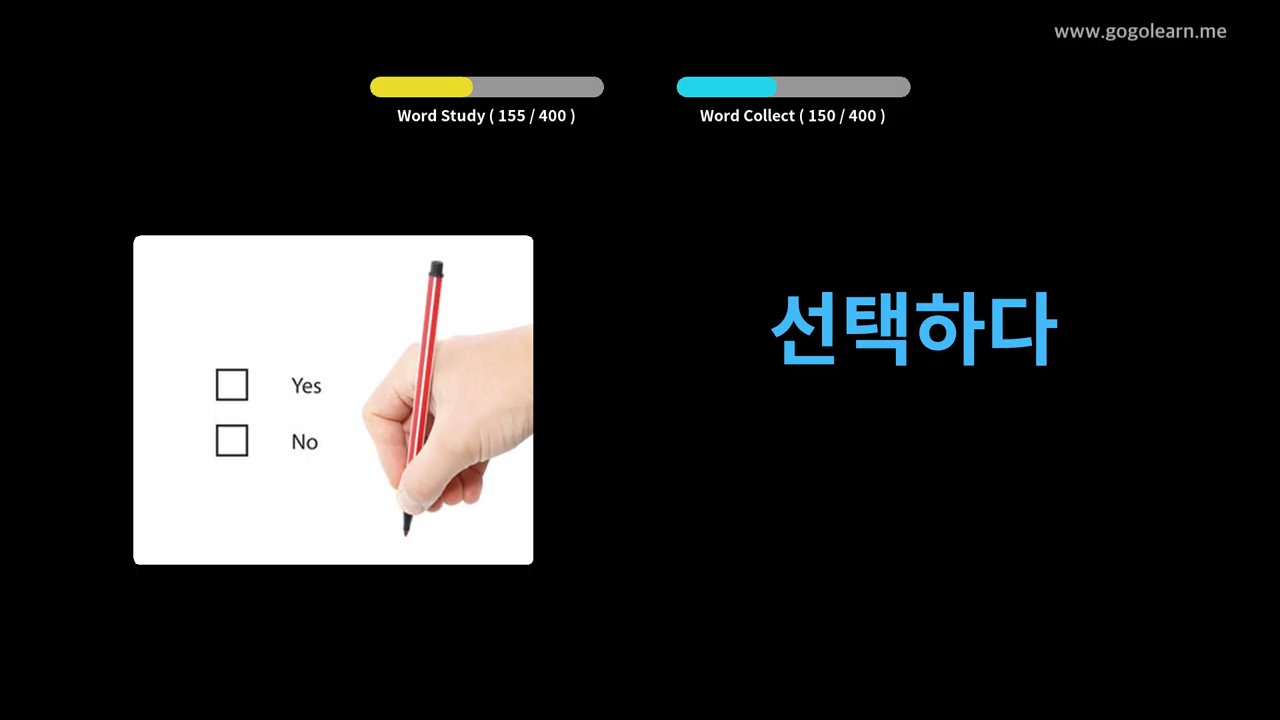 www.gogolearn.me
Word Study ( 155 / 400 )
Word Collect ( 150 / 400 )
Yes
No
선택하다